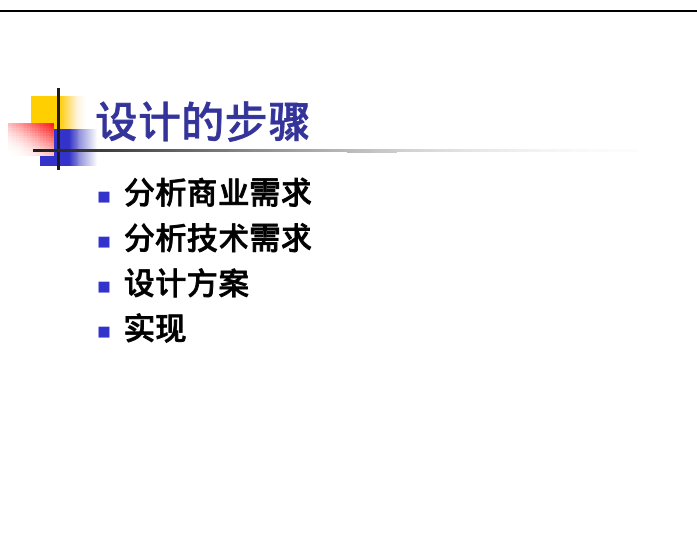 设计的步骤
分析商业需求
分析技术需求
设计方案
实现